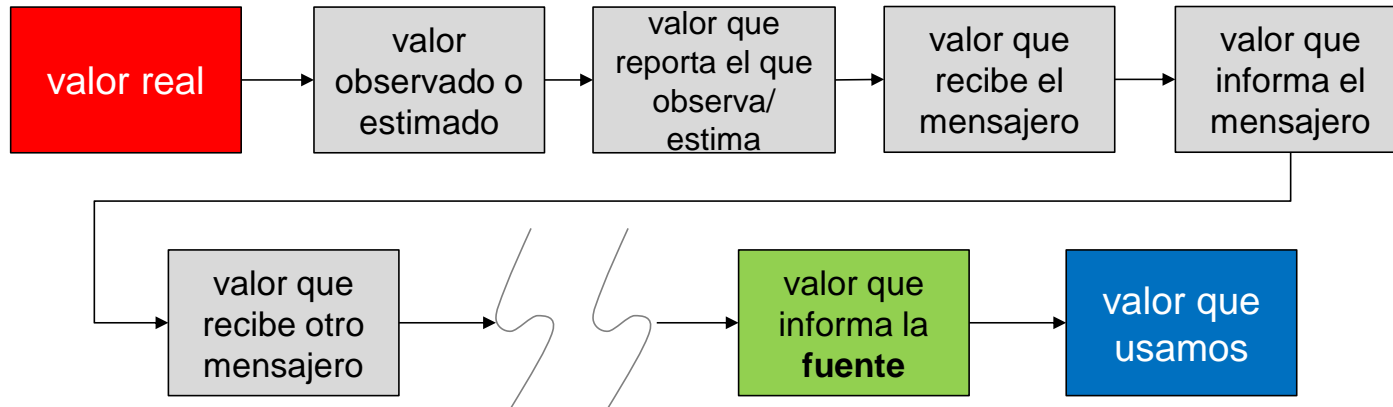 valor real
valor
observado o
estimado
valor que
reporta el que
observa/
estima
valor que
recibe el
mensajero
valor que
informa el
mensajero
valor que
recibe otro
mensajero
valor que
informa la
fuente
valor que
usamos